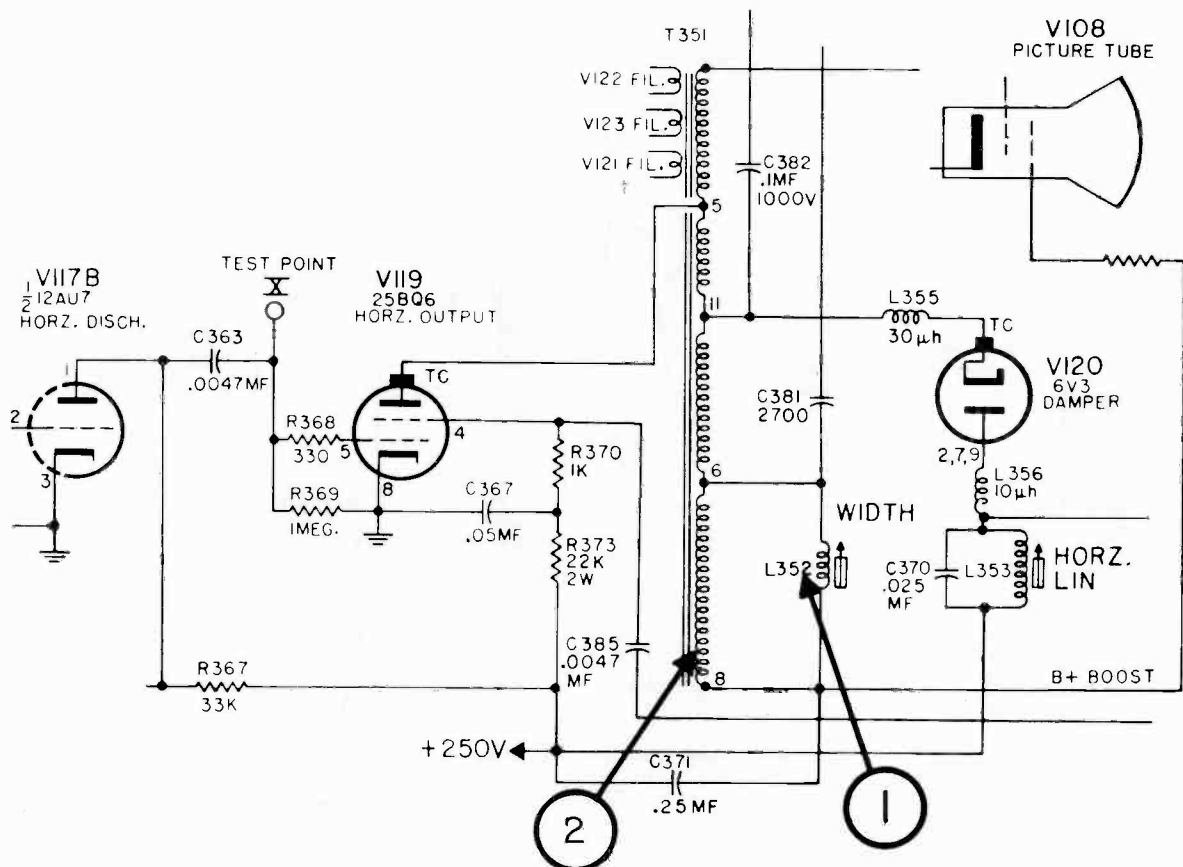 T351
V108
PICTURE TUBE
V122 FIL.
V123 FIL.
V121 FIL.
C382
.1MF
1000V
5
V117B
1/2 12AU7
HORZ. DISCH.
TEST POINT
X
V119
25BQ6
HORZ. OUTPUT
C363
.0047MF
1
2
3
TC
11
L355
30µh
TC
V120
6V3
DAMPER
C381
2700
R368
330
5
4
8
R370
1K
R369
1MEG.
C367
.05MF
R373
22K
2W
6
2,7,9
L356
10µh
WIDTH
L352
C370
.025
MF
L353
HORZ.
LIN
C385
.0047
MF
R367
33K
8
B+ BOOST
+250V
C371
.25MF
2
1